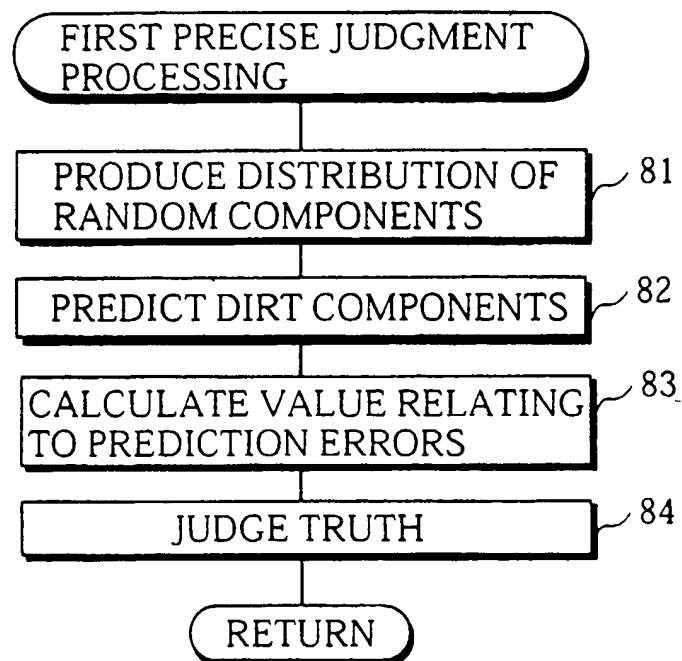 FIRST PRECISE JUDGMENT
PROCESSING
PRODUCE DISTRIBUTION OF
RANDOM COMPONENTS
81
PREDICT DIRT COMPONENTS
82
CALCULATE VALUE RELATING
TO PREDICTION ERRORS
83
JUDGE TRUTH
84
RETURN